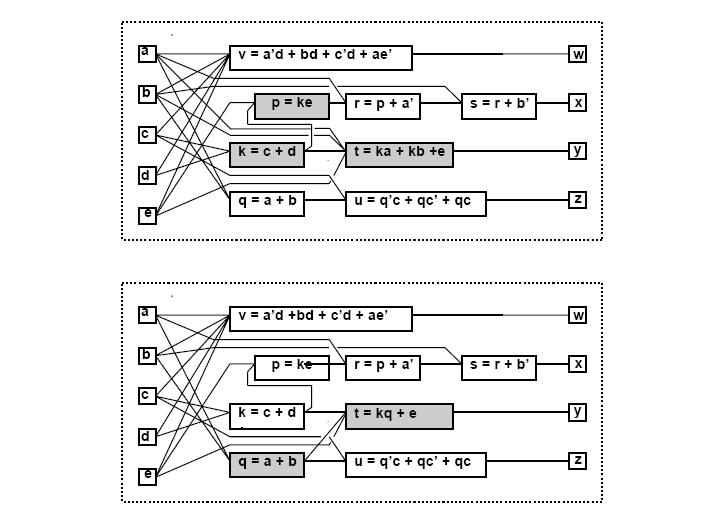 a v = a’d + bd + c’d + ae’ w
b p = ke r = p + a’ s = r + b’ x
c k = c + d t = ka + kb +e y
d
e q = a + b u = q’c + qc’ + qc z
a v = a’d +bd + c’d + ae’ w
b p = ke r = p + a’ s = r + b’ x
c k = c + d t = kq + e y
d
e q = a + b u = q’c + qc’ + qc z